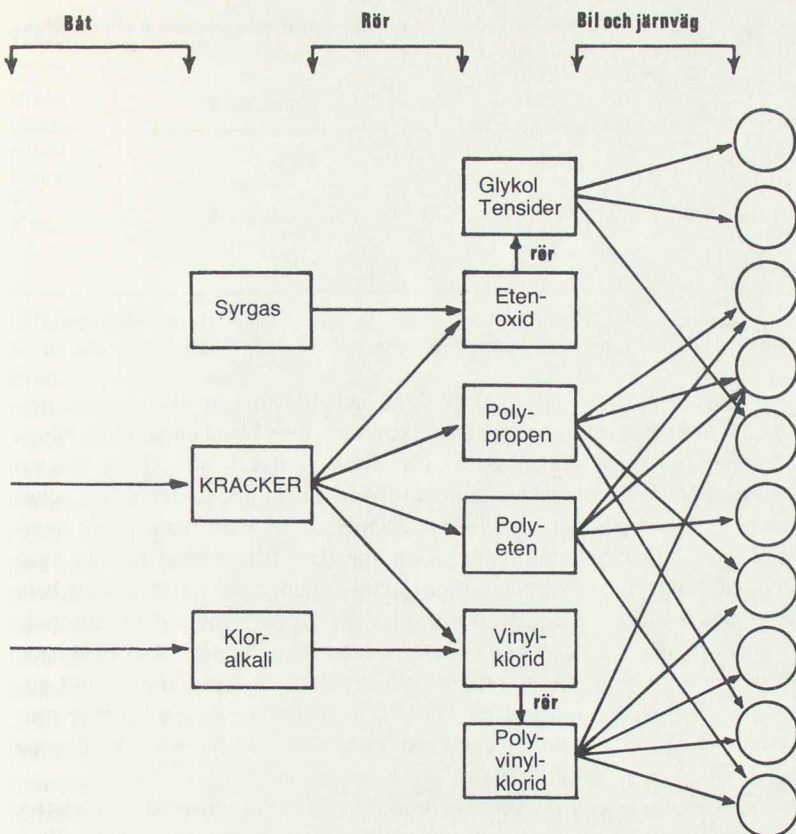 Båt
Rör
Bil och järnväg
Glykol
Tensider
rör
Syrgas
Eten-
oxid
Poly-
propen
KRACKER
Poly-
eten
Klor-
alkali
Vinyl-
klorid
rör
Poly-
vinyl-
klorid